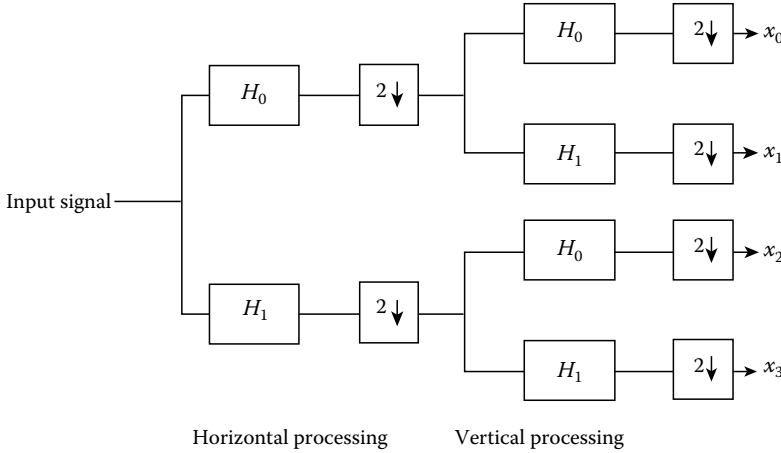 H₀ 2↓ x₀
H₀ 2↓
H₁ 2↓ x₁
Input signal
H₀ 2↓ x₂
H₁ 2↓
H₁ 2↓ x₃
Horizontal processing Vertical processing